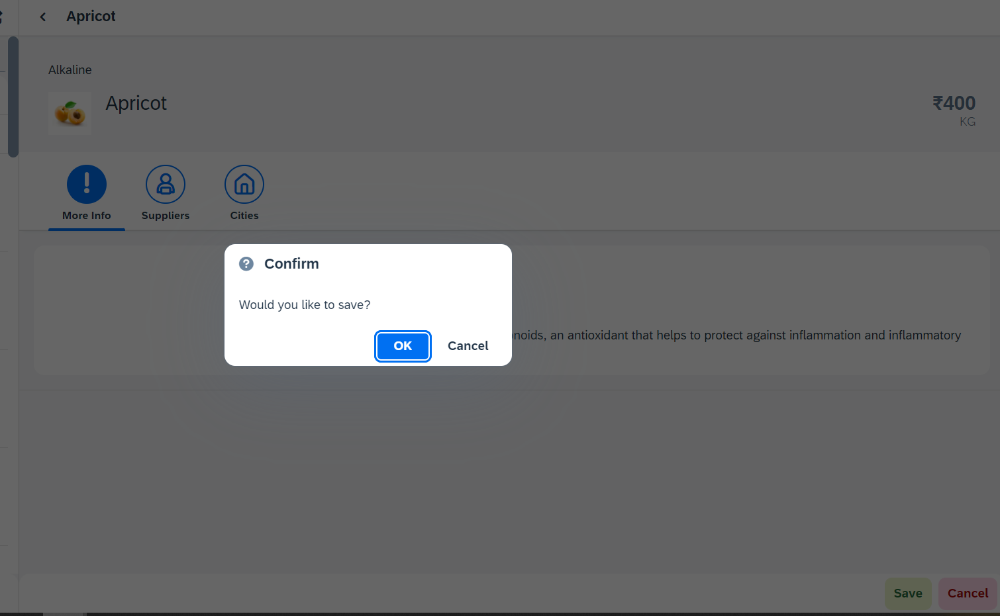 Apricot
Alkaline
Apricot
₹400
KG
More Info
Suppliers
Cities
Confirm
Would you like to save?
an antioxidant that helps to protect against inflammation and inflammatory
OK
Cancel
Save
Cancel